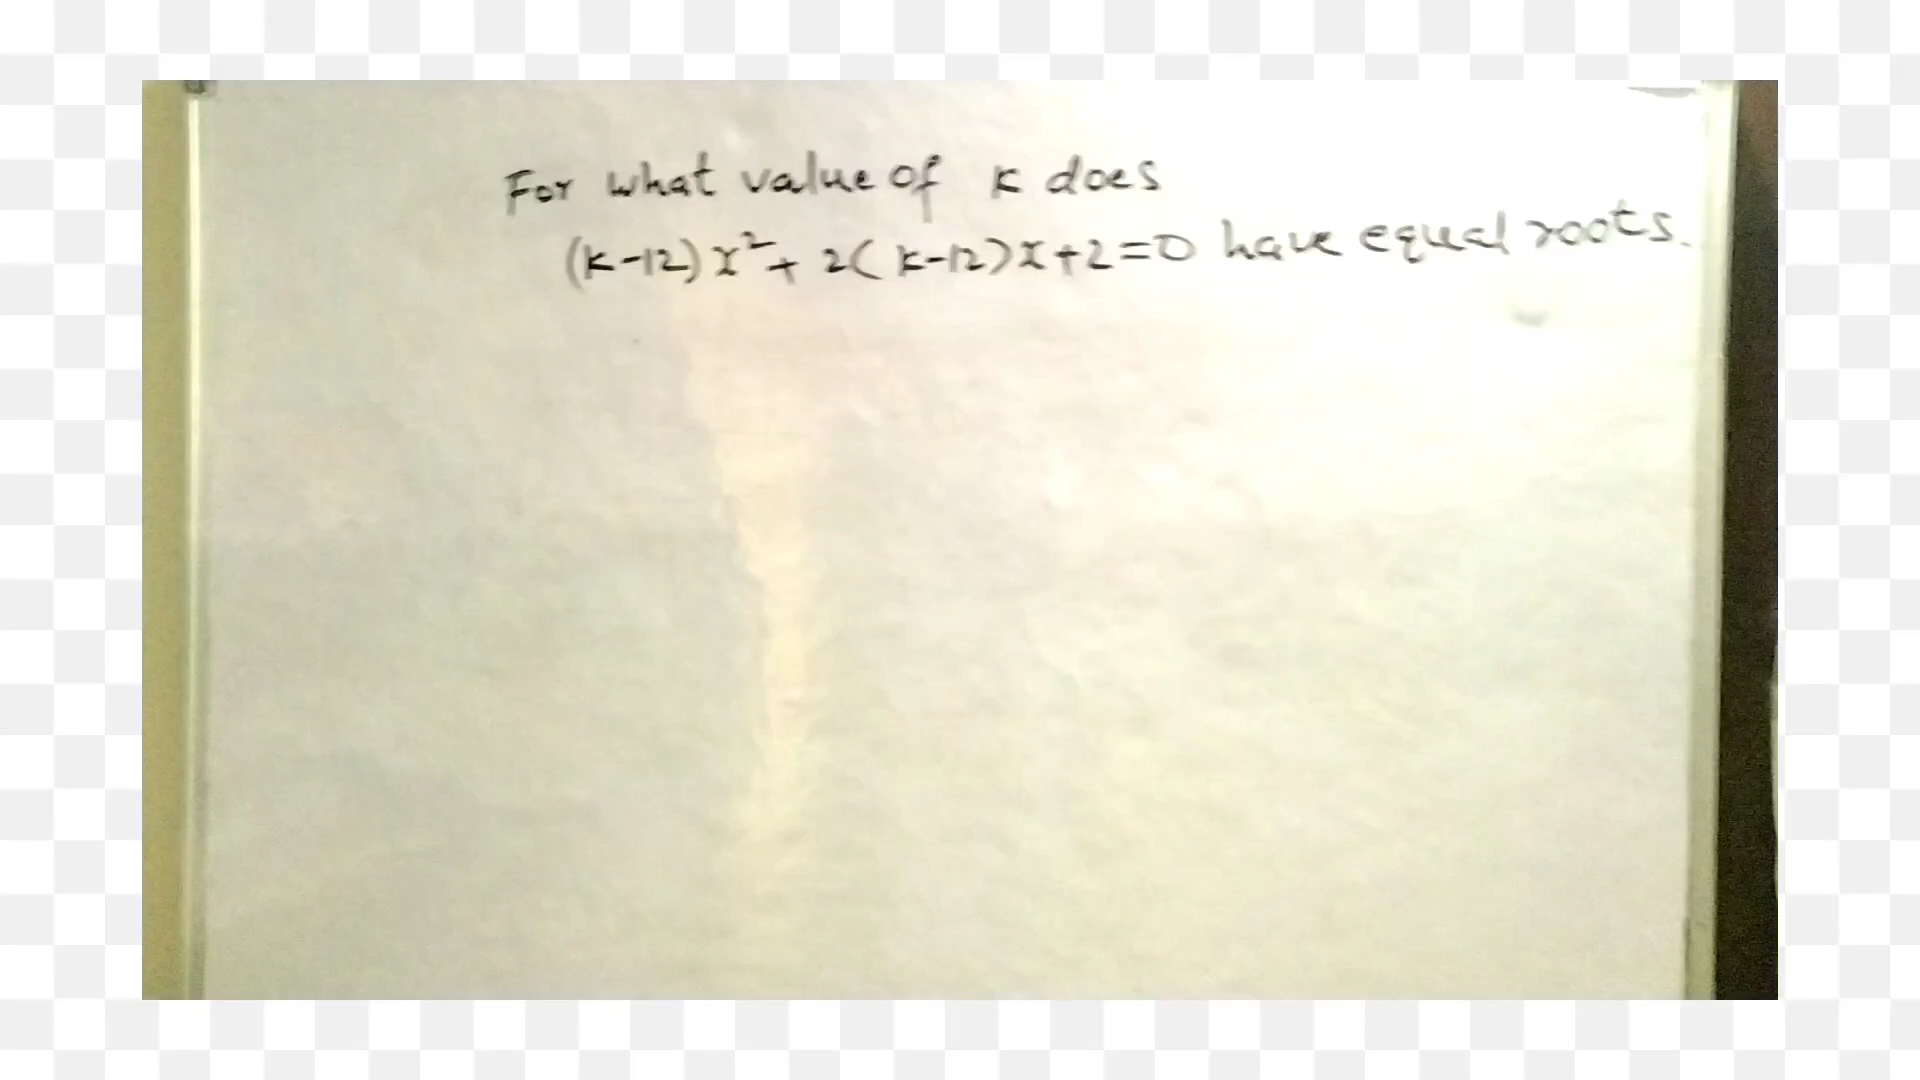 For what value of k does
(k-12)x²+ 2(k-12)x+2=0 have equal roots.